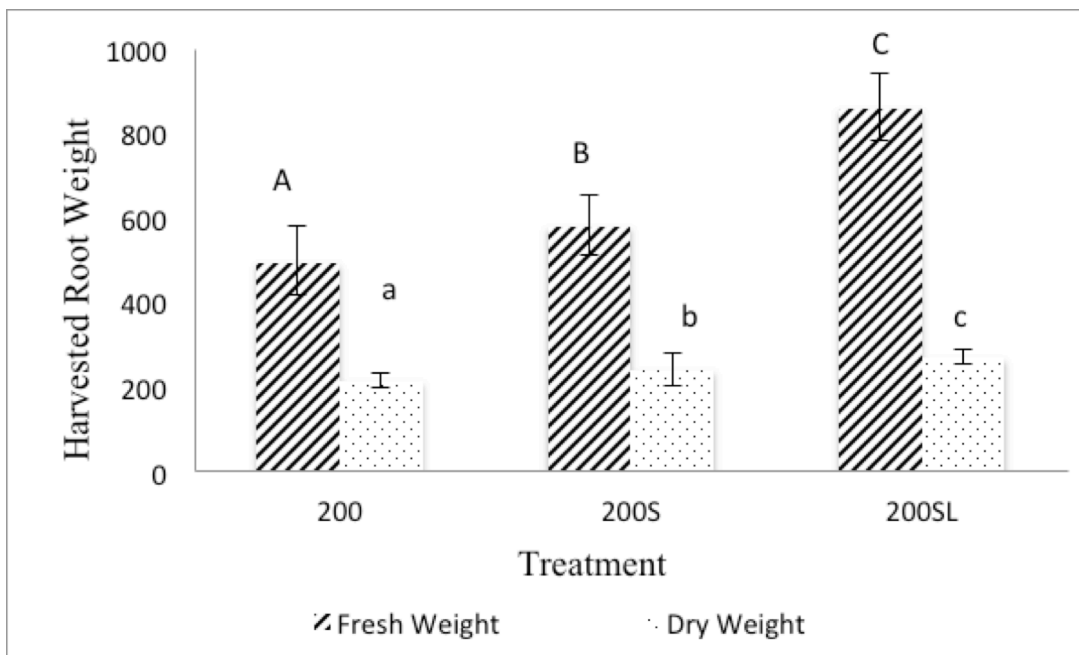 Harvested Root Weight
1000
800
600
400
200
0
A
a
B
b
C
c
200
200S
200SL
Treatment
Fresh Weight
Dry Weight